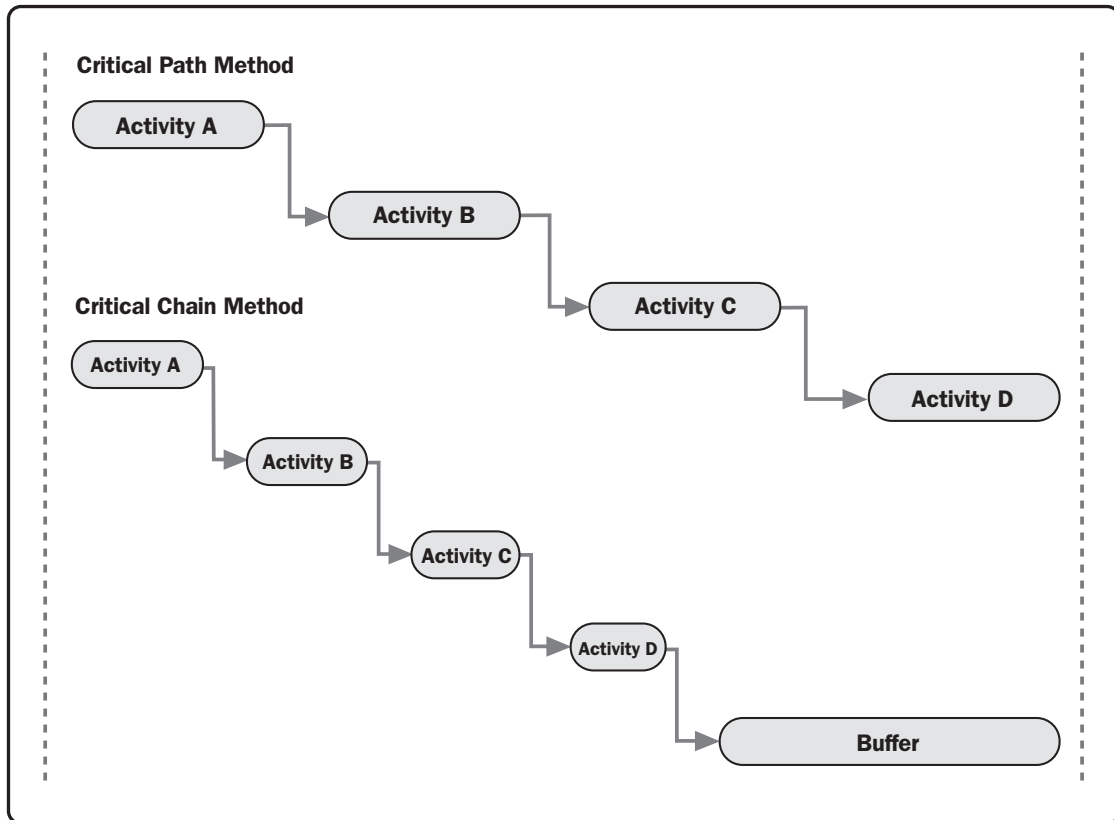 Critical Path Method
Activity A
Activity B
Activity C
Activity D
Critical Chain Method
Activity A
Activity B
Activity C
Activity D
Buffer